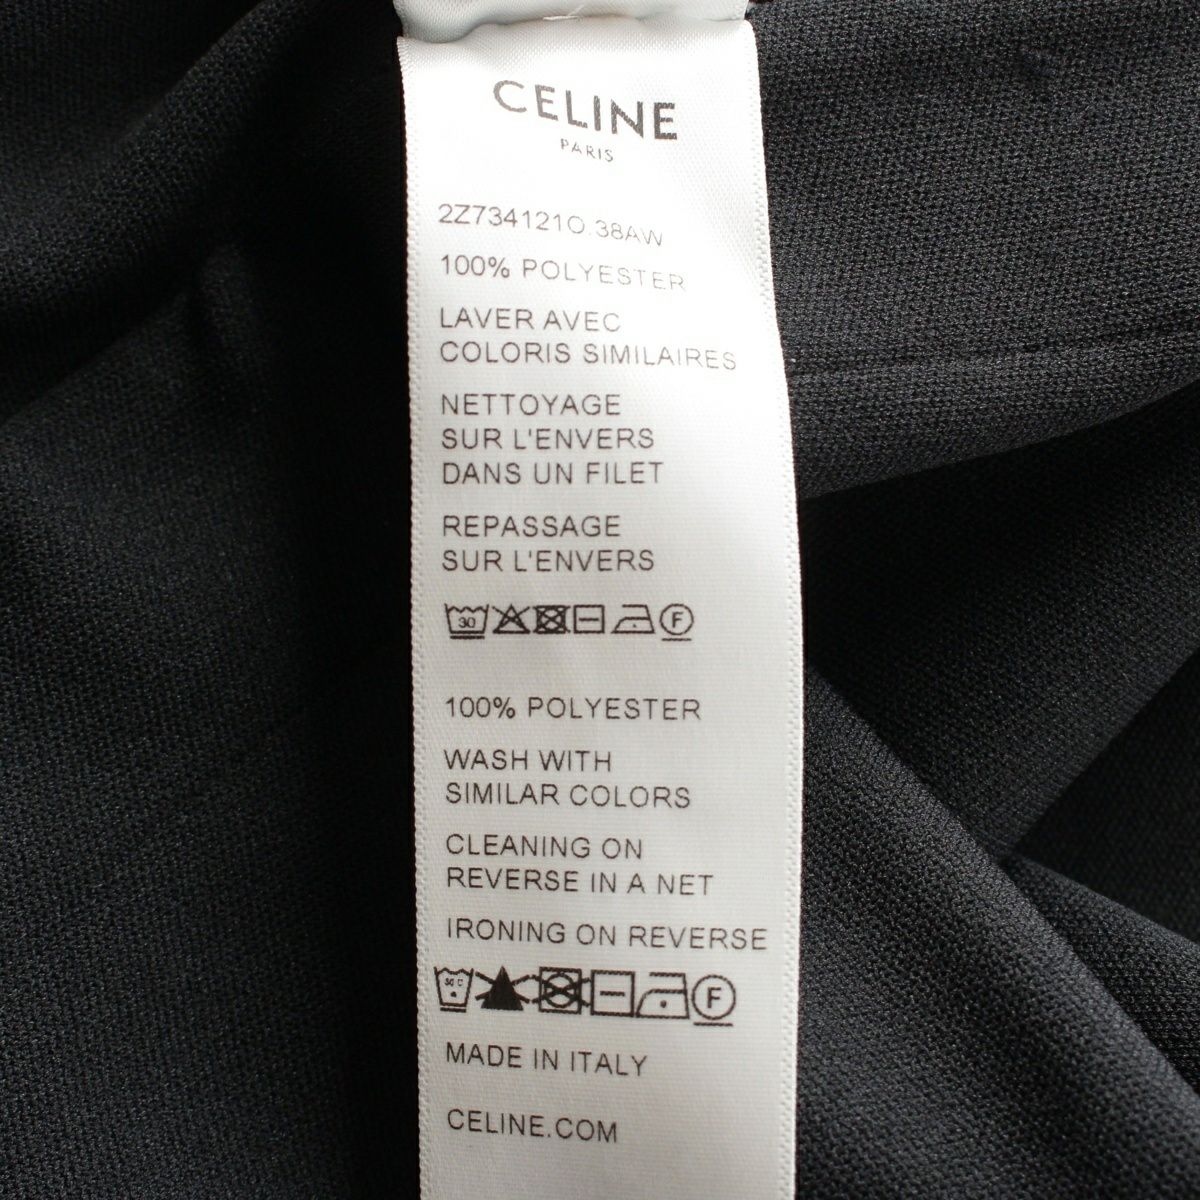 CELINE
PARIS
2Z734121O.38AW
100% POLYESTER
LAVER AVEC
COLORIS SIMILAIRES
NETTOYAGE
SUR L'ENVERS
DANS UN FILET
REPASSAGE
SUR L'ENVERS
30 F
100% POLYESTER
WASH WITH
SIMILAR COLORS
CLEANING ON
REVERSE IN A NET
IRONING ON REVERSE
30 C F
MADE IN ITALY
CELINE.COM